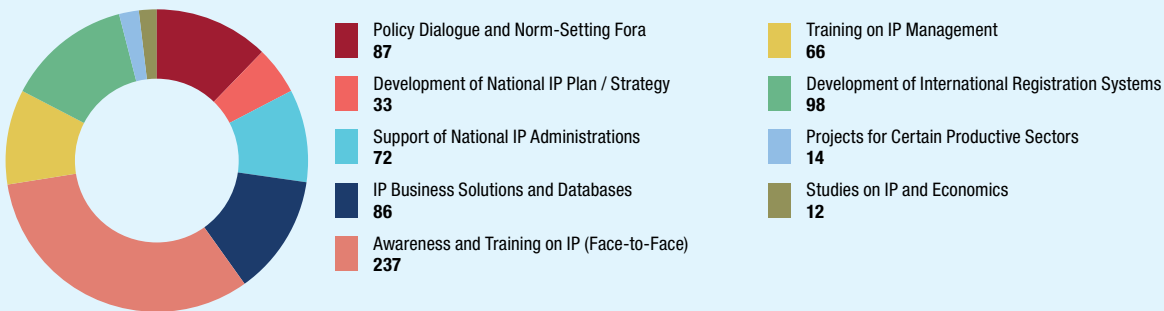 Policy Dialogue and Norm-Setting Fora
87
Development of National IP Plan / Strategy
33
Support of National IP Administrations
72
IP Business Solutions and Databases
86
Awareness and Training on IP (Face-to-Face)
237
Training on IP Management
66
Development of International Registration Systems
98
Projects for Certain Productive Sectors
14
Studies on IP and Economics
12